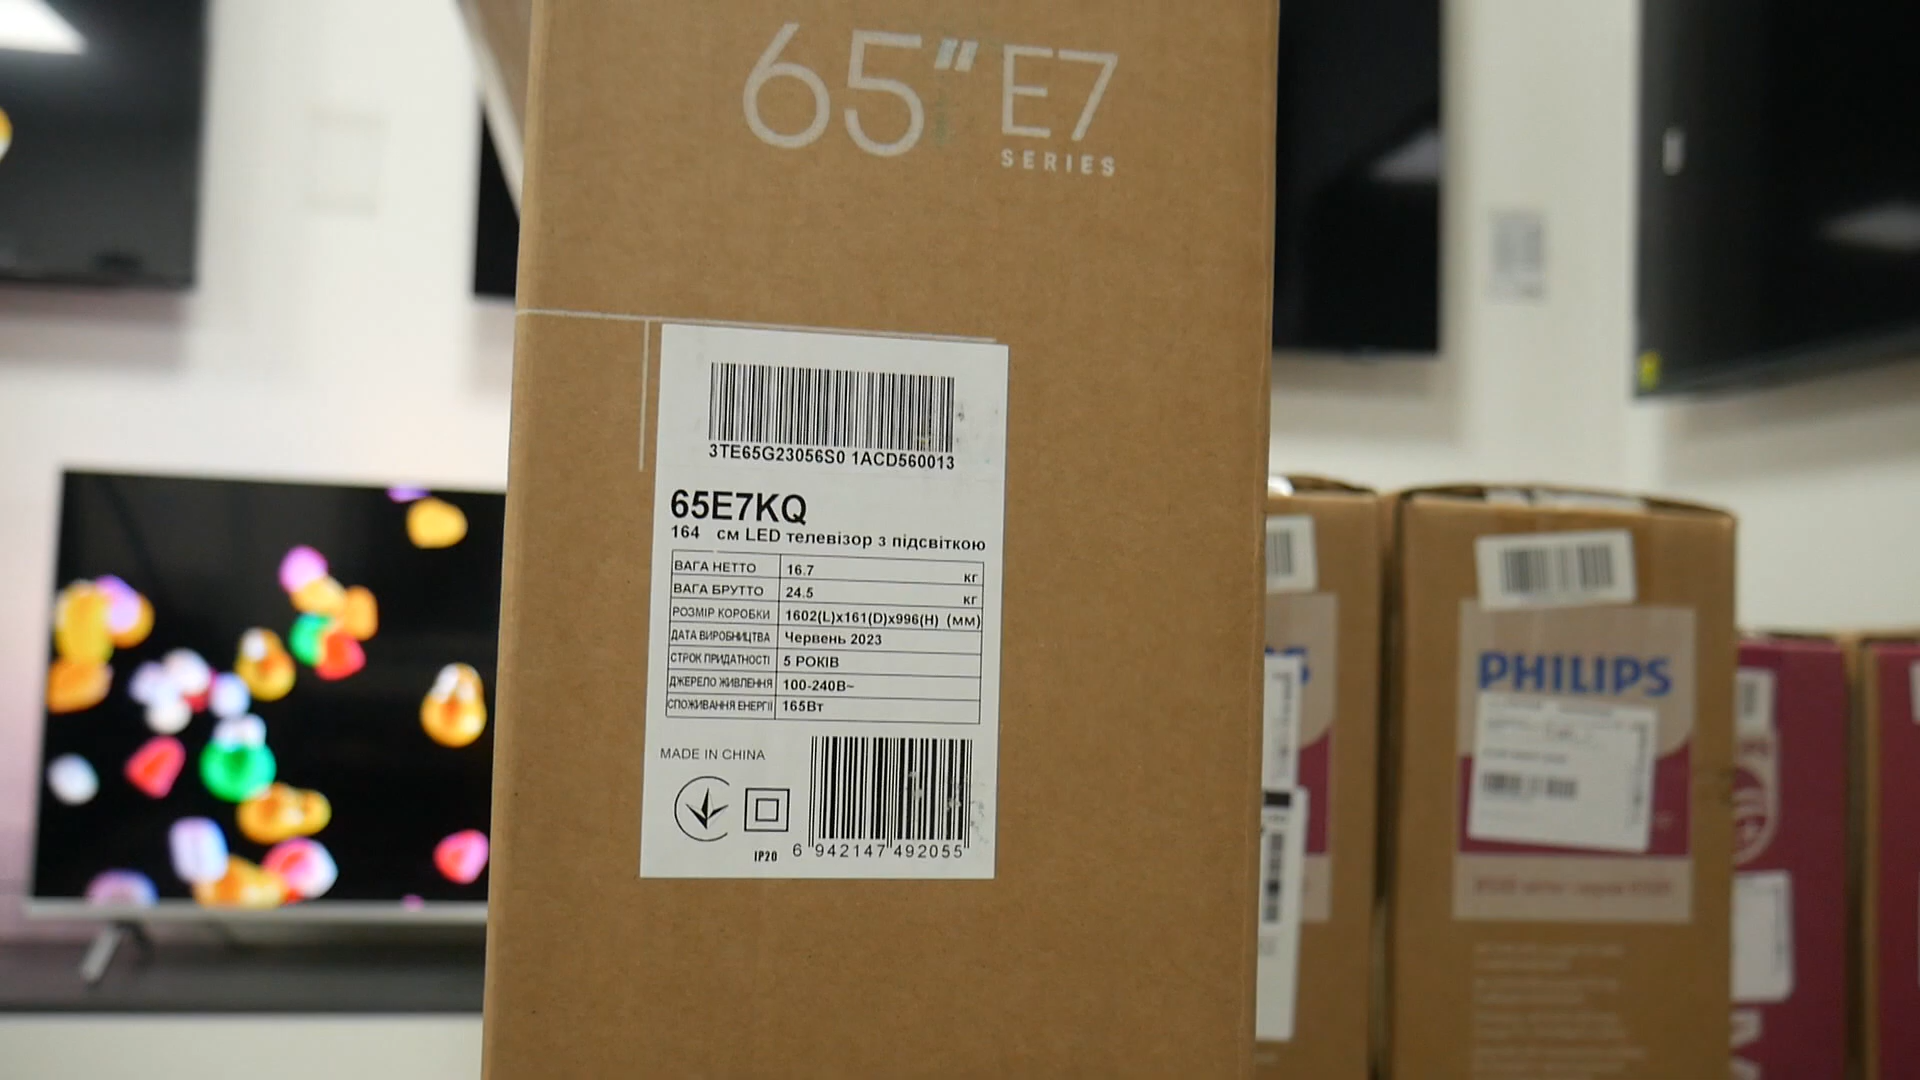 65" E7
SERIES
3TE65G23056S0 1ACD560013
65E7KQ
164 см LED телевізор з підсвіткою
ВАГА НЕТТО 16.7 кг
ВАГА БРУТТО 24.5 кг
РОЗМІР КОРОБКИ 1602(L)x161(D)x996(H) (мм)
ДАТА ВИРОБНИЦТВА Червень 2023
СТРОК ПРИДАТНОСТІ 5 РОКІВ
ДЖЕРЕЛО ЖИВЛЕННЯ 100-240В~
СПОЖИВАННЯ ЕНЕРГІЇ 165Вт
MADE IN CHINA
IP20
6 942147 492055
PHILIPS